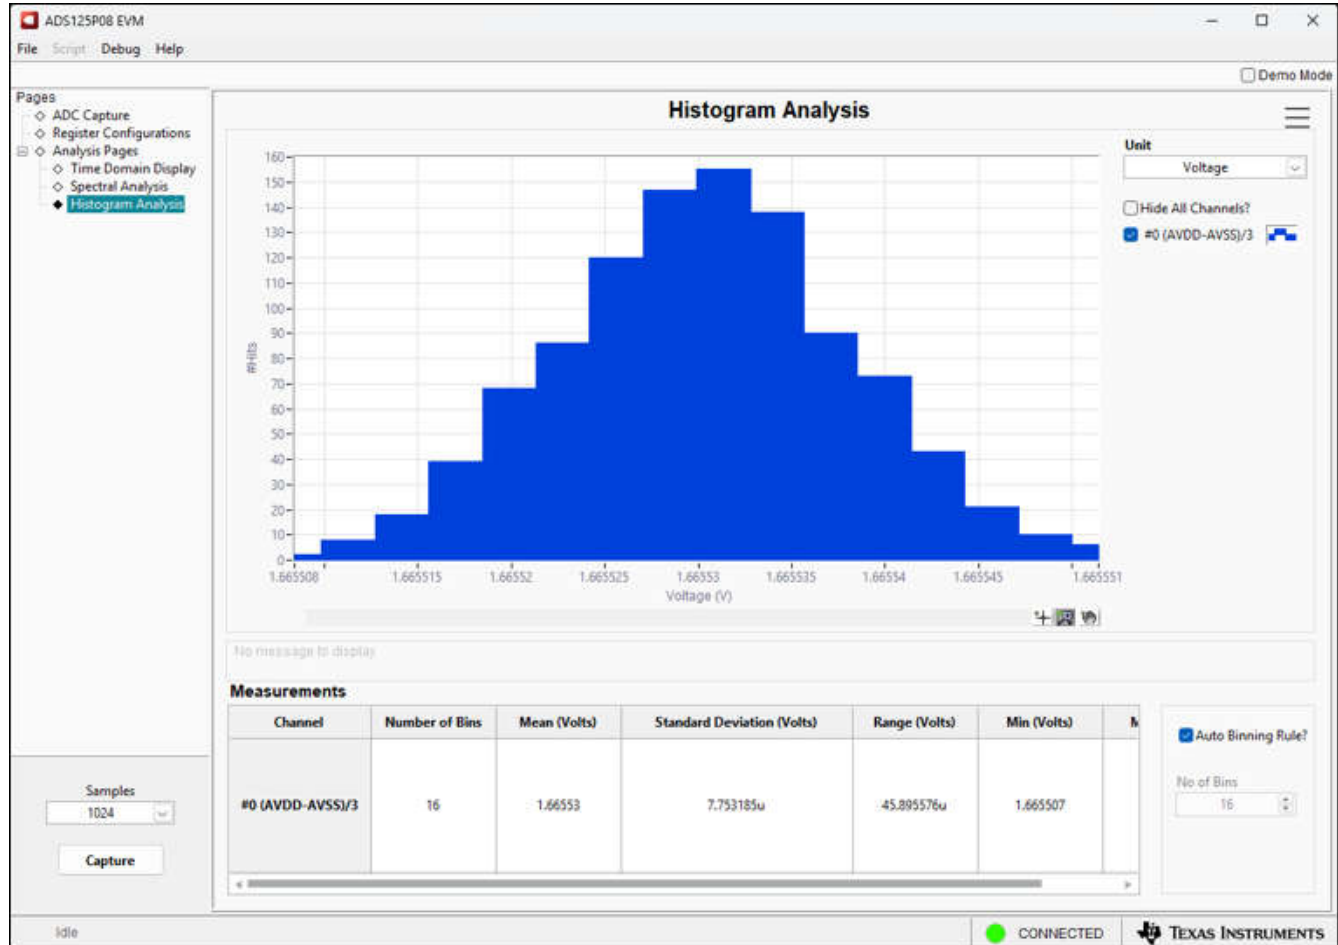 ADS125P08 EVM
File Script Debug Help
Demo Mode
Pages
ADC Capture
Register Configurations
Analysis Pages
Time Domain Display
Spectral Analysis
Histogram Analysis
Histogram Analysis
160
150
140
130
120
110
100
90
80
70
60
50
40
30
20
10
0
#Hits
1.665508 1.665515 1.66552 1.665525 1.66553 1.665535 1.66554 1.665545 1.665551
Voltage (V)
Unit
Voltage
Hide All Channels?
#0 (AVDD-AVSS)/3
No message to display
Measurements
Channel Number of Bins Mean (Volts) Standard Deviation (Volts) Range (Volts) Min (Volts) M
#0 (AVDD-AVSS)/3 16 1.66553 7.753185u 45.895576u 1.665507
Auto Binning Rule?
No of Bins
16
Samples
1024
Capture
Idle
CONNECTED
TEXAS INSTRUMENTS